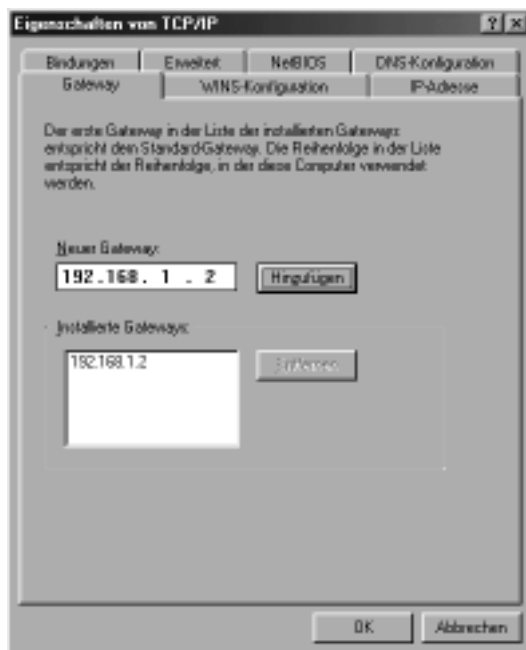 Eigenschaften von TCP/IP
Bindungen Erweitert NetBIOS DNS-Konfiguration
Gateway WINS-Konfiguration IP-Adresse
Der erste Gateway in der Liste der installierten Gateways
entspricht dem Standard-Gateway. Die Reihenfolge in der Liste
entspricht der Reihenfolge, in der diese Computer verwendet
werden.
Neuer Gateway:
192.168. 1 . 2 Hinzufügen
Installierte Gateways:
192.168.1.2 Entfernen
OK Abbrechen